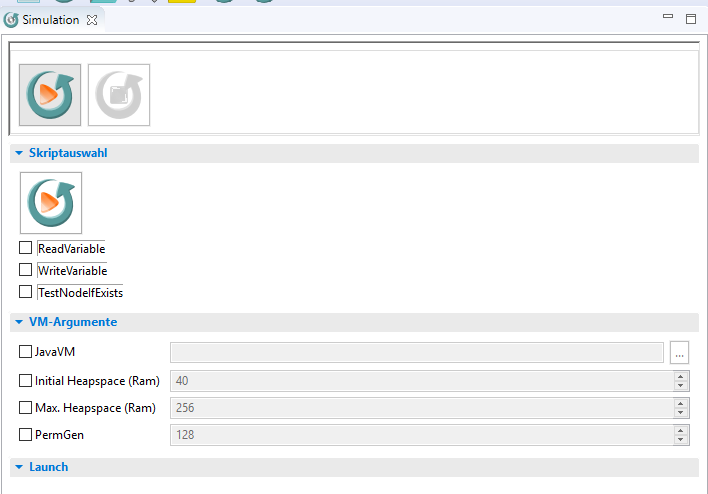 Simulation
Skriptauswahl
ReadVariable
WriteVariable
TestNodeIfExists
VM-Argumente
JavaVM ...
Initial Heapspace (Ram) 40
Max. Heapspace (Ram) 256
PermGen 128
Launch